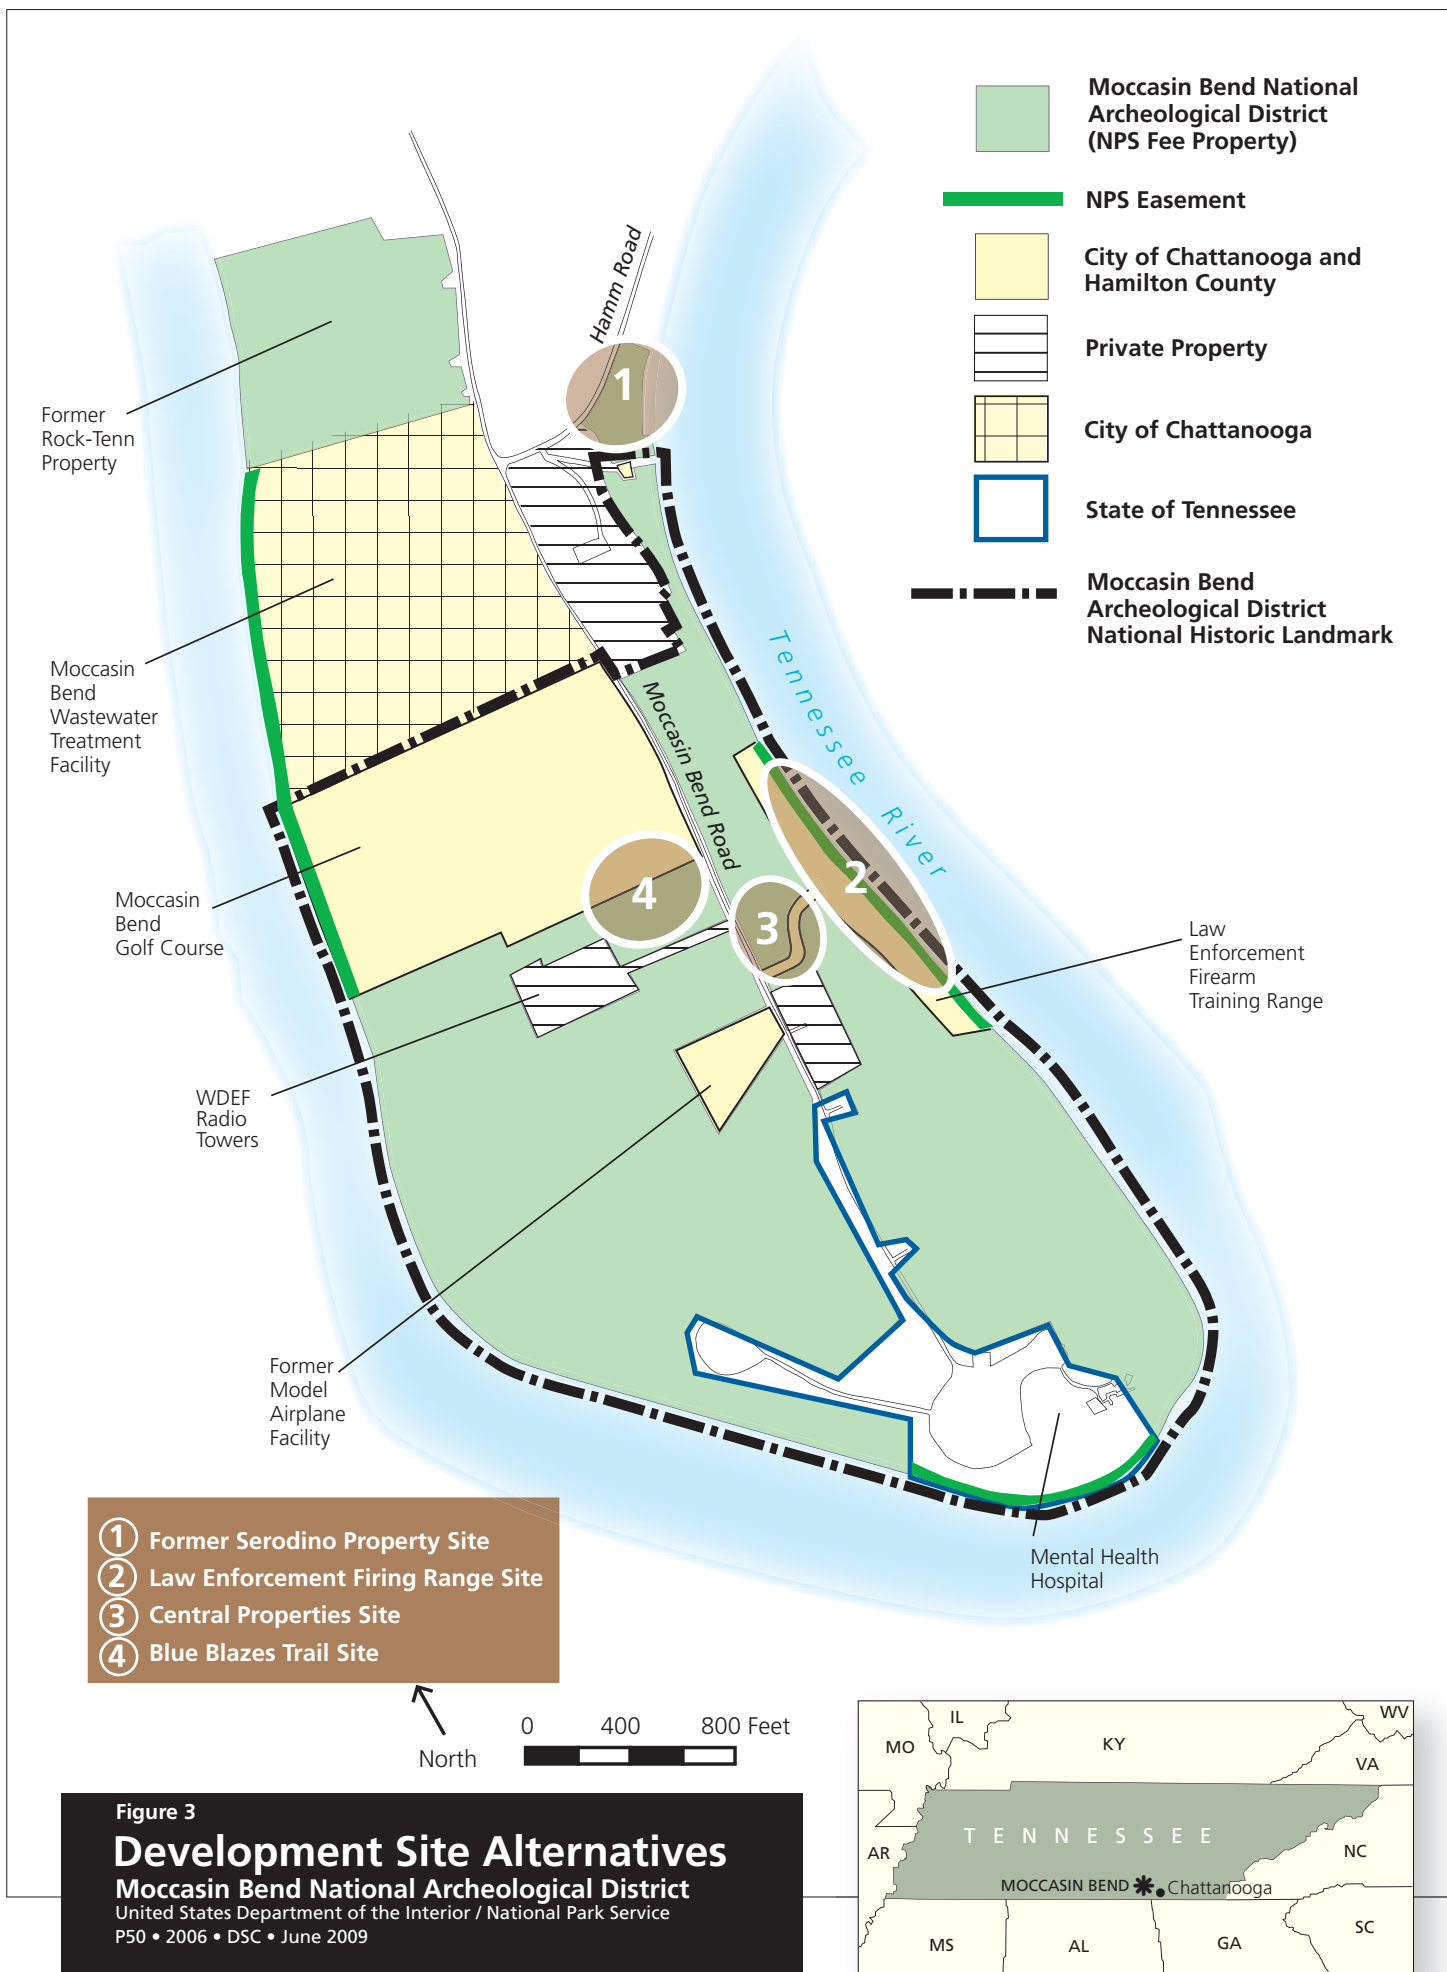 Moccasin Bend National
Archeological District
(NPS Fee Property)
NPS Easement
City of Chattanooga and
Hamilton County
Private Property
City of Chattanooga
State of Tennessee
Moccasin Bend
Archeological District
National Historic Landmark
Hamm Road
1
Former
Rock-Tenn
Property
Moccasin
Bend
Wastewater
Treatment
Facility
Tennessee River
Moccasin Bend Road
2
4
3
Moccasin
Bend
Golf Course
Law
Enforcement
Firearm
Training Range
WDEF
Radio
Towers
Former
Model
Airplane
Facility
Mental Health
Hospital
1 Former Serodino Property Site
2 Law Enforcement Firing Range Site
3 Central Properties Site
4 Blue Blazes Trail Site
North
0 400 800 Feet
Figure 3
Development Site Alternatives
Moccasin Bend National Archeological District
United States Department of the Interior / National Park Service
P50 • 2006 • DSC • June 2009
IL
WV
MO
KY
VA
TENNESSEE
AR
NC
MOCCASIN BEND
Chattanooga
MS
AL
GA
SC